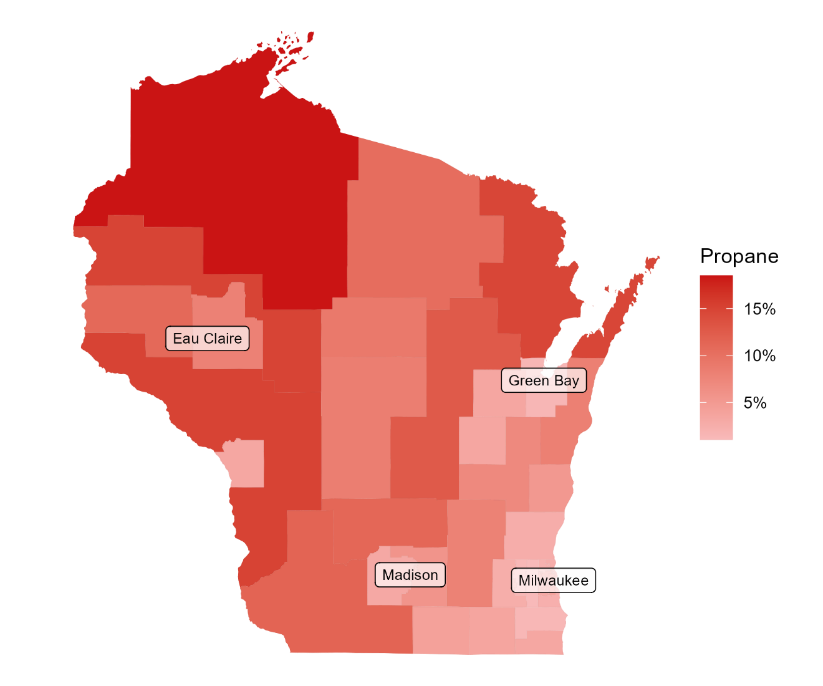 Propane
15%
10%
5%
Eau Claire
Green Bay
Madison
Milwaukee